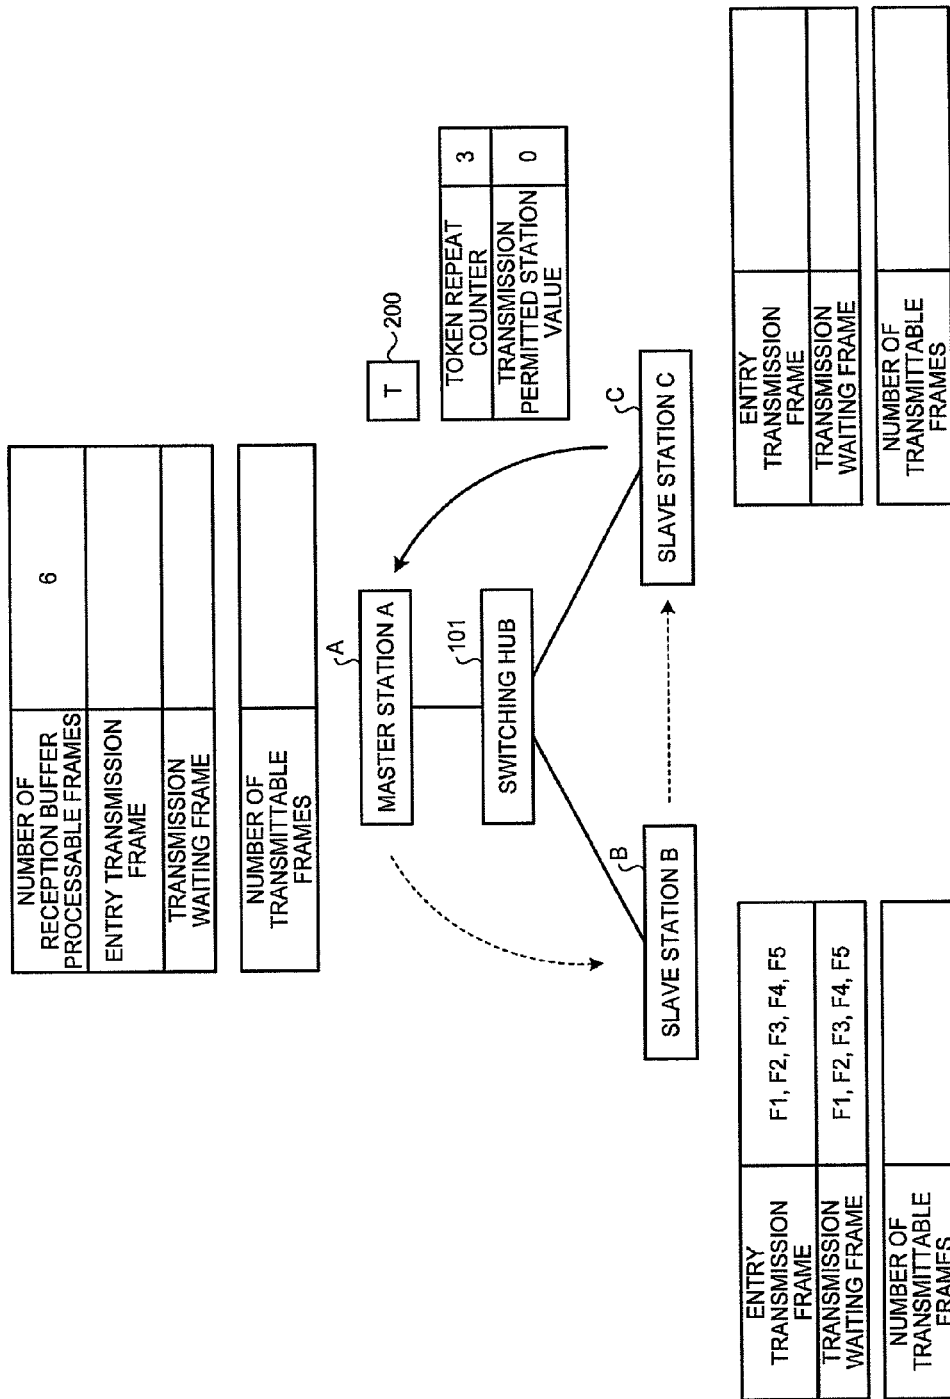 NUMBER OF
RECEPTION BUFFER
PROCESSABLE FRAMES
6
ENTRY TRANSMISSION
FRAME
TRANSMISSION
WAITING FRAME
NUMBER OF
TRANSMITTABLE
FRAMES
A
MASTER STATION A
T
200
TOKEN REPEAT
COUNTER
3
TRANSMISSION
PERMITTED STATION
VALUE
0
101
SWITCHING HUB
B
SLAVE STATION B
C
SLAVE STATION C
ENTRY
TRANSMISSION
FRAME
F1, F2, F3, F4, F5
TRANSMISSION
WAITING FRAME
F1, F2, F3, F4, F5
NUMBER OF
TRANSMITTABLE
FRAMES
ENTRY
TRANSMISSION
FRAME
TRANSMISSION
WAITING FRAME
NUMBER OF
TRANSMITTABLE
FRAMES